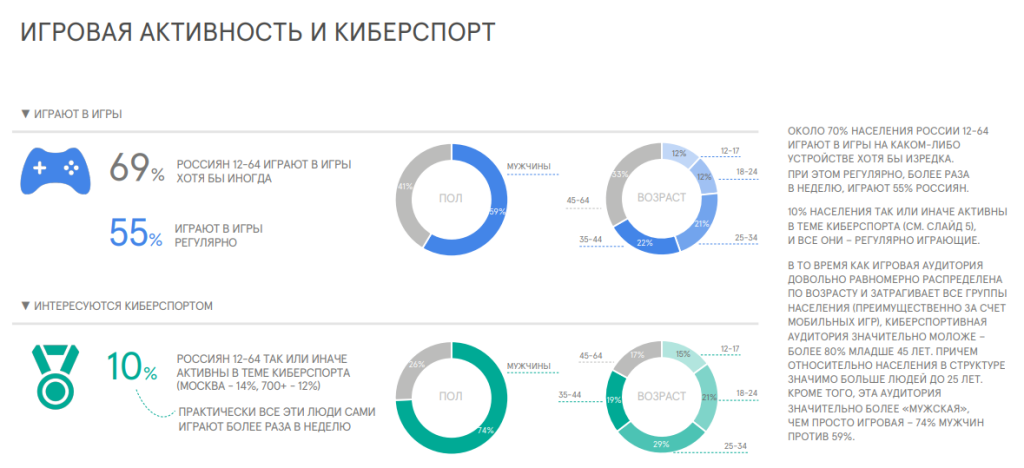 ИГРОВАЯ АКТИВНОСТЬ И КИБЕРСПОРТ
▼ ИГРАЮТ В ИГРЫ
69%
РОССИЯН 12-64 ИГРАЮТ В ИГРЫ
ХОТЯ БЫ ИНОГДА
55%
ИГРАЮТ В ИГРЫ
РЕГУЛЯРНО
МУЖЧИНЫ
41%
ПОЛ
59%
12%
12-17
12%
18-24
33%
ВОЗРАСТ
45-64
21%
35-44
22%
25-34
▼ ИНТЕРЕСУЮТСЯ КИБЕРСПОРТОМ
10%
РОССИЯН 12-64 ТАК ИЛИ ИНАЧЕ
АКТИВНЫ В ТЕМЕ КИБЕРСПОРТА
(МОСКВА - 14%, 700+ - 12%)
ПРАКТИЧЕСКИ ВСЕ ЭТИ ЛЮДИ САМИ
ИГРАЮТ БОЛЕЕ РАЗА В НЕДЕЛЮ
МУЖЧИНЫ
26%
ПОЛ
74%
45-64
17%
15%
12-17
35-44
19%
ВОЗРАСТ
21%
18-24
29%
25-34
ОКОЛО 70% НАСЕЛЕНИЯ РОССИИ 12-64
ИГРАЮТ В ИГРЫ НА КАКОМ-ЛИБО
УСТРОЙСТВЕ ХОТЯ БЫ ИЗРЕДКА.
ПРИ ЭТОМ РЕГУЛЯРНО, БОЛЕЕ РАЗА
В НЕДЕЛЮ, ИГРАЮТ 55% РОССИЯН.
10% НАСЕЛЕНИЯ ТАК ИЛИ ИНАЧЕ АКТИВНЫ
В ТЕМЕ КИБЕРСПОРТА (СМ. СЛАЙД 5),
И ВСЕ ОНИ – РЕГУЛЯРНО ИГРАЮЩИЕ.
В ТО ВРЕМЯ КАК ИГРОВАЯ АУДИТОРИЯ
ДОВОЛЬНО РАВНОМЕРНО РАСПРЕДЕЛЕНА
ПО ВОЗРАСТУ И ЗАТРАГИВАЕТ ВСЕ ГРУППЫ
НАСЕЛЕНИЯ (ПРЕИМУЩЕСТВЕННО ЗА СЧЕТ
МОБИЛЬНЫХ ИГР), КИБЕРСПОРТИВНАЯ
АУДИТОРИЯ ЗНАЧИТЕЛЬНО МОЛОЖЕ –
БОЛЕЕ 80% МЛАДШЕ 45 ЛЕТ. ПРИЧЕМ
ОТНОСИТЕЛЬНО НАСЕЛЕНИЯ В СТРУКТУРЕ
ЗНАЧИМО БОЛЬШЕ ЛЮДЕЙ ДО 25 ЛЕТ.
КРОМЕ ТОГО, ЭТА АУДИТОРИЯ
ЗНАЧИТЕЛЬНО БОЛЕЕ «МУЖСКАЯ»,
ЧЕМ ПРОСТО ИГРОВАЯ – 74% МУЖЧИН
ПРОТИВ 59%.